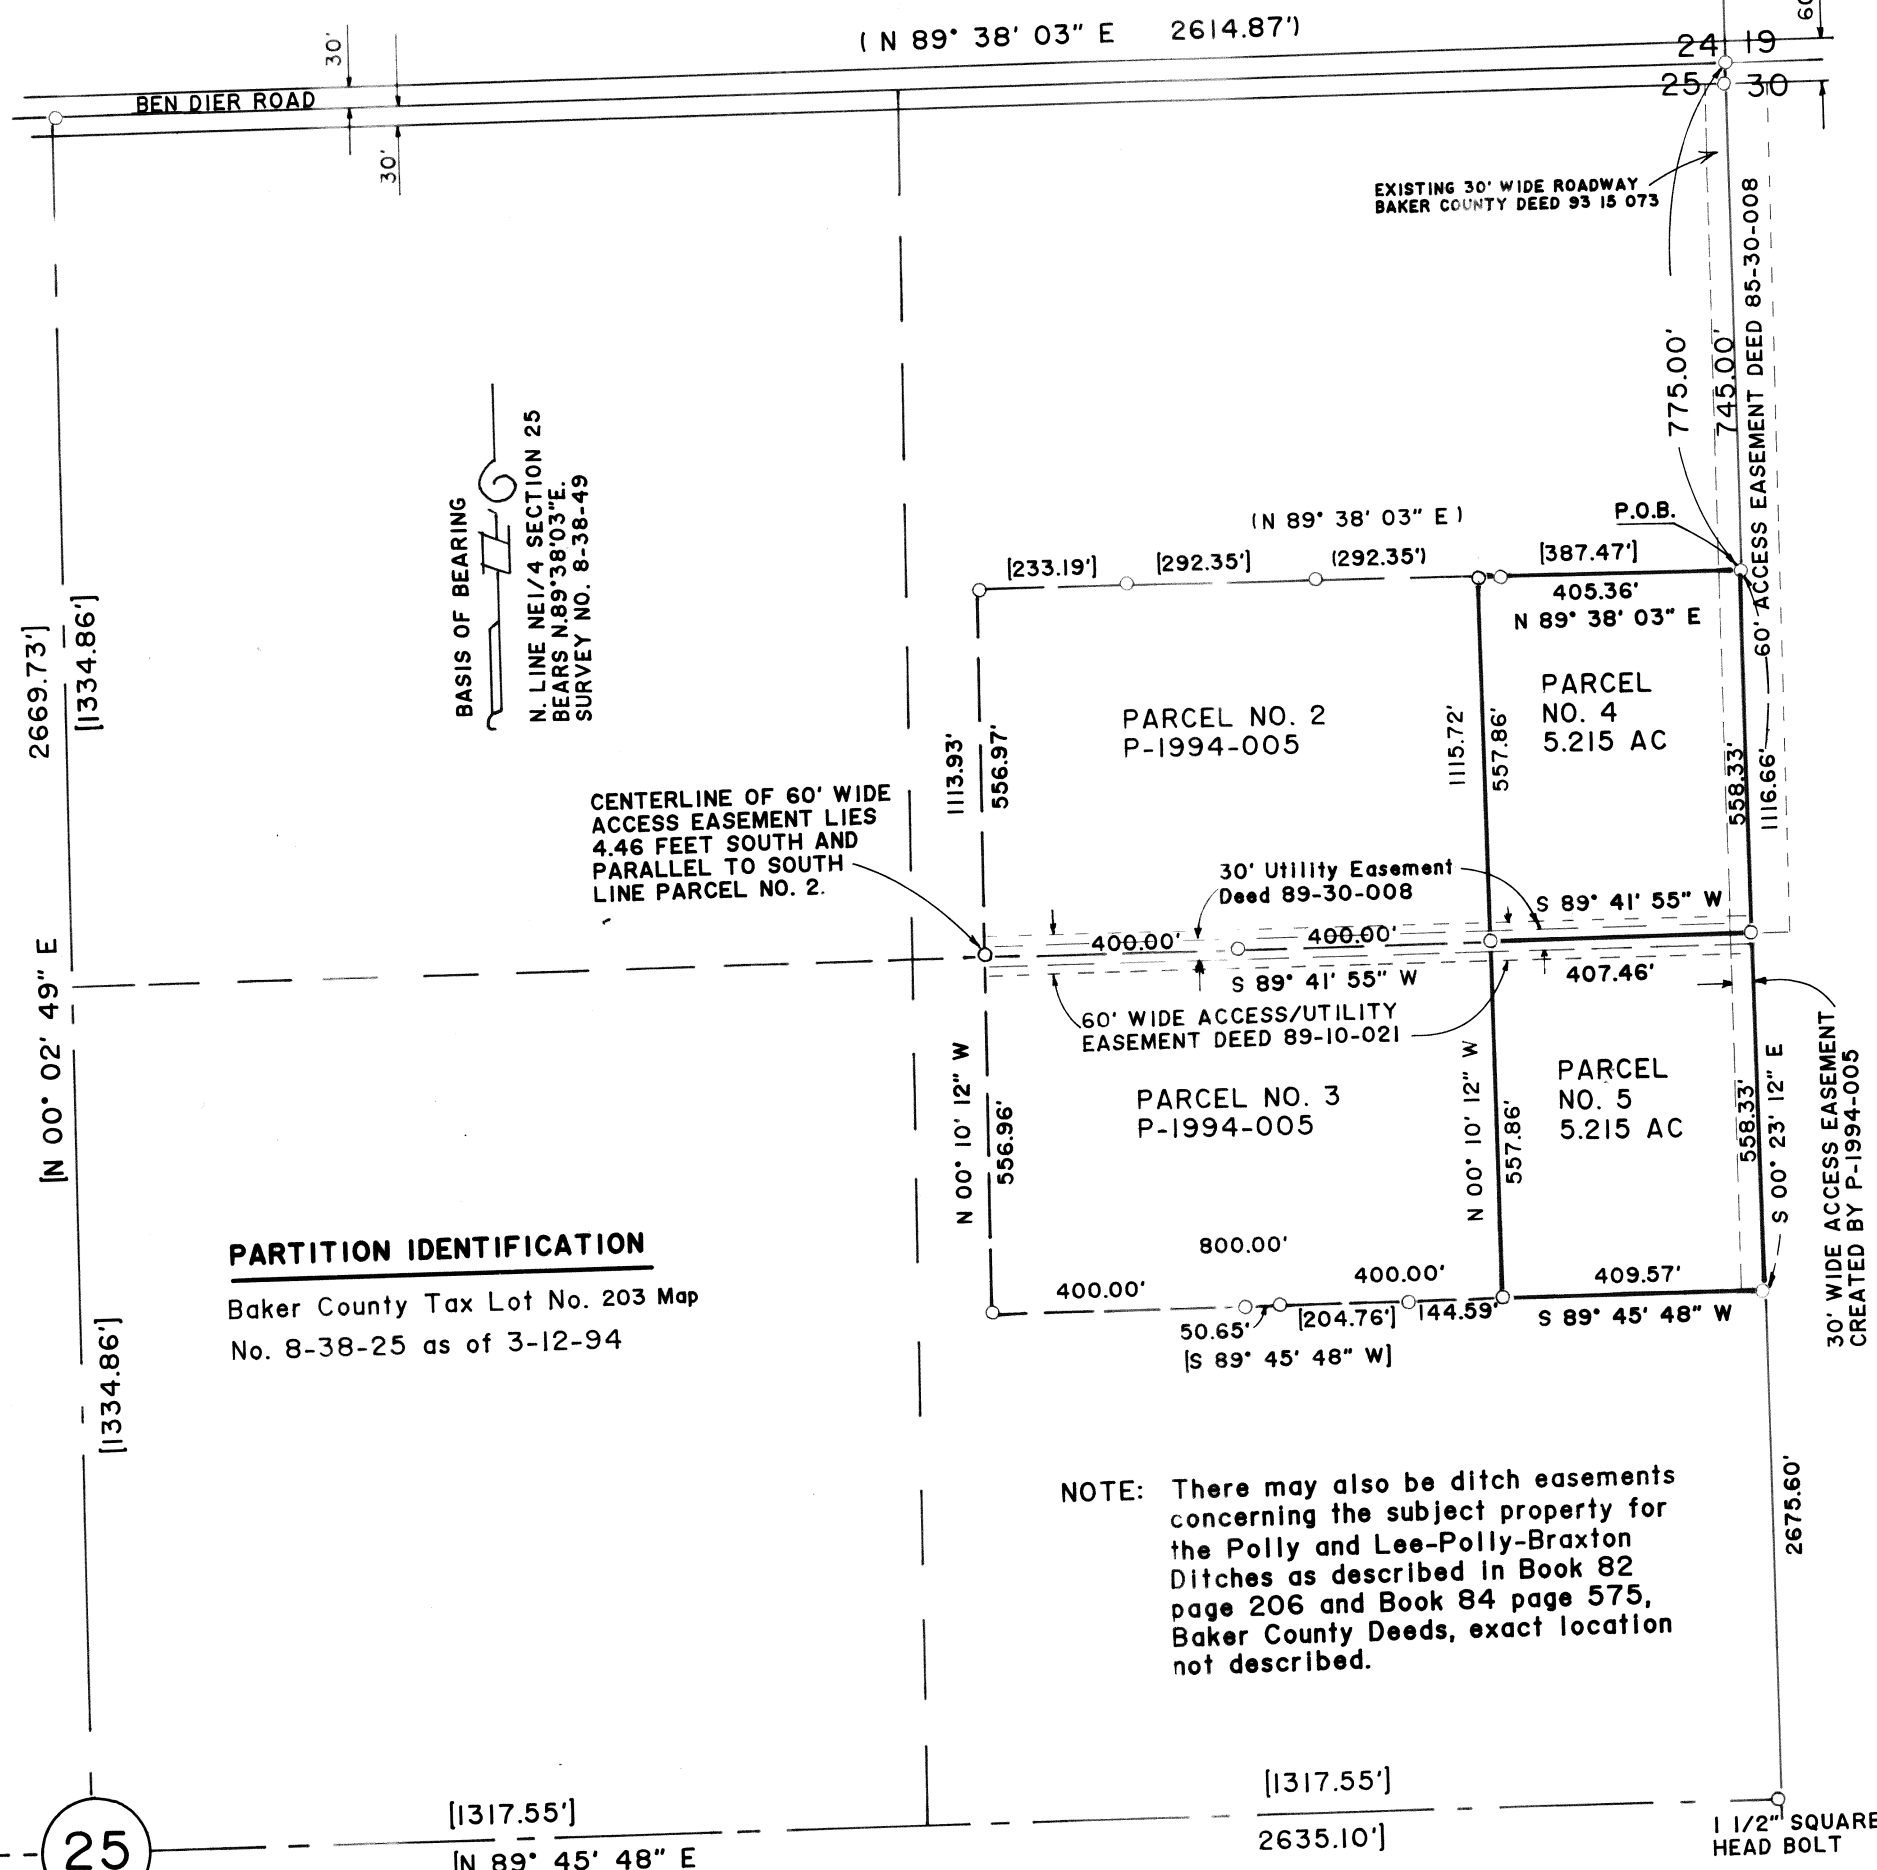 ( N 89° 38' 03" E 2614.87')
60
24 19
25 30
30'
BEN DIER ROAD
30'
EXISTING 30' WIDE ROADWAY
BAKER COUNTY DEED 93 15 073
60' ACCESS EASEMENT DEED 85-30-008
775.00'
745.00'
BASIS OF BEARING
N. LINE NE1/4 SECTION 25
BEARS N.89°38'03"E.
SURVEY NO. 8-38-49
(N 89° 38' 03" E)
P.O.B.
[233.19'] [292.35'] (292.35') [387.47']
405.36'
N 89° 38' 03" E
2669.73']
[1334.86']
PARCEL
NO. 4
5.215 AC
PARCEL NO. 2
P-1994-005
1113.93'
556.97'
1115.72'
557.86'
558.33'
1116.66'
CENTERLINE OF 60' WIDE
ACCESS EASEMENT LIES
4.46 FEET SOUTH AND
PARALLEL TO SOUTH
LINE PARCEL NO. 2.
30' Utility Easement
Deed 89-30-008
S 89° 41' 55" W
400.00' 400.00'
S 89° 41' 55" W
407.46'
60' WIDE ACCESS/UTILITY
EASEMENT DEED 89-10-021
[N 00° 02' 49" E
N 00° 10' 12" W
556.96'
PARCEL NO. 3
P-1994-005
N 00° 10' 12" W
557.86'
PARCEL
NO. 5
5.215 AC
558.33'
S 00° 23' 12" E
30' WIDE ACCESS EASEMENT
CREATED BY P-1994-005
PARTITION IDENTIFICATION
Baker County Tax Lot No. 203 Map
No. 8-38-25 as of 3-12-94
800.00'
400.00' 400.00' 409.57'
50.65' [204.76'] 144.59' S 89° 45' 48" W
[S 89° 45' 48" W]
[1334.86']
NOTE: There may also be ditch easements
concerning the subject property for
the Polly and Lee-Polly-Braxton
Ditches as described in Book 82
page 206 and Book 84 page 575,
Baker County Deeds, exact location
not described.
2675.60'
[1317.55'] [1317.55']
25
[N 89° 45' 48" E 2635.10']
1 1/2" SQUARE
HEAD BOLT